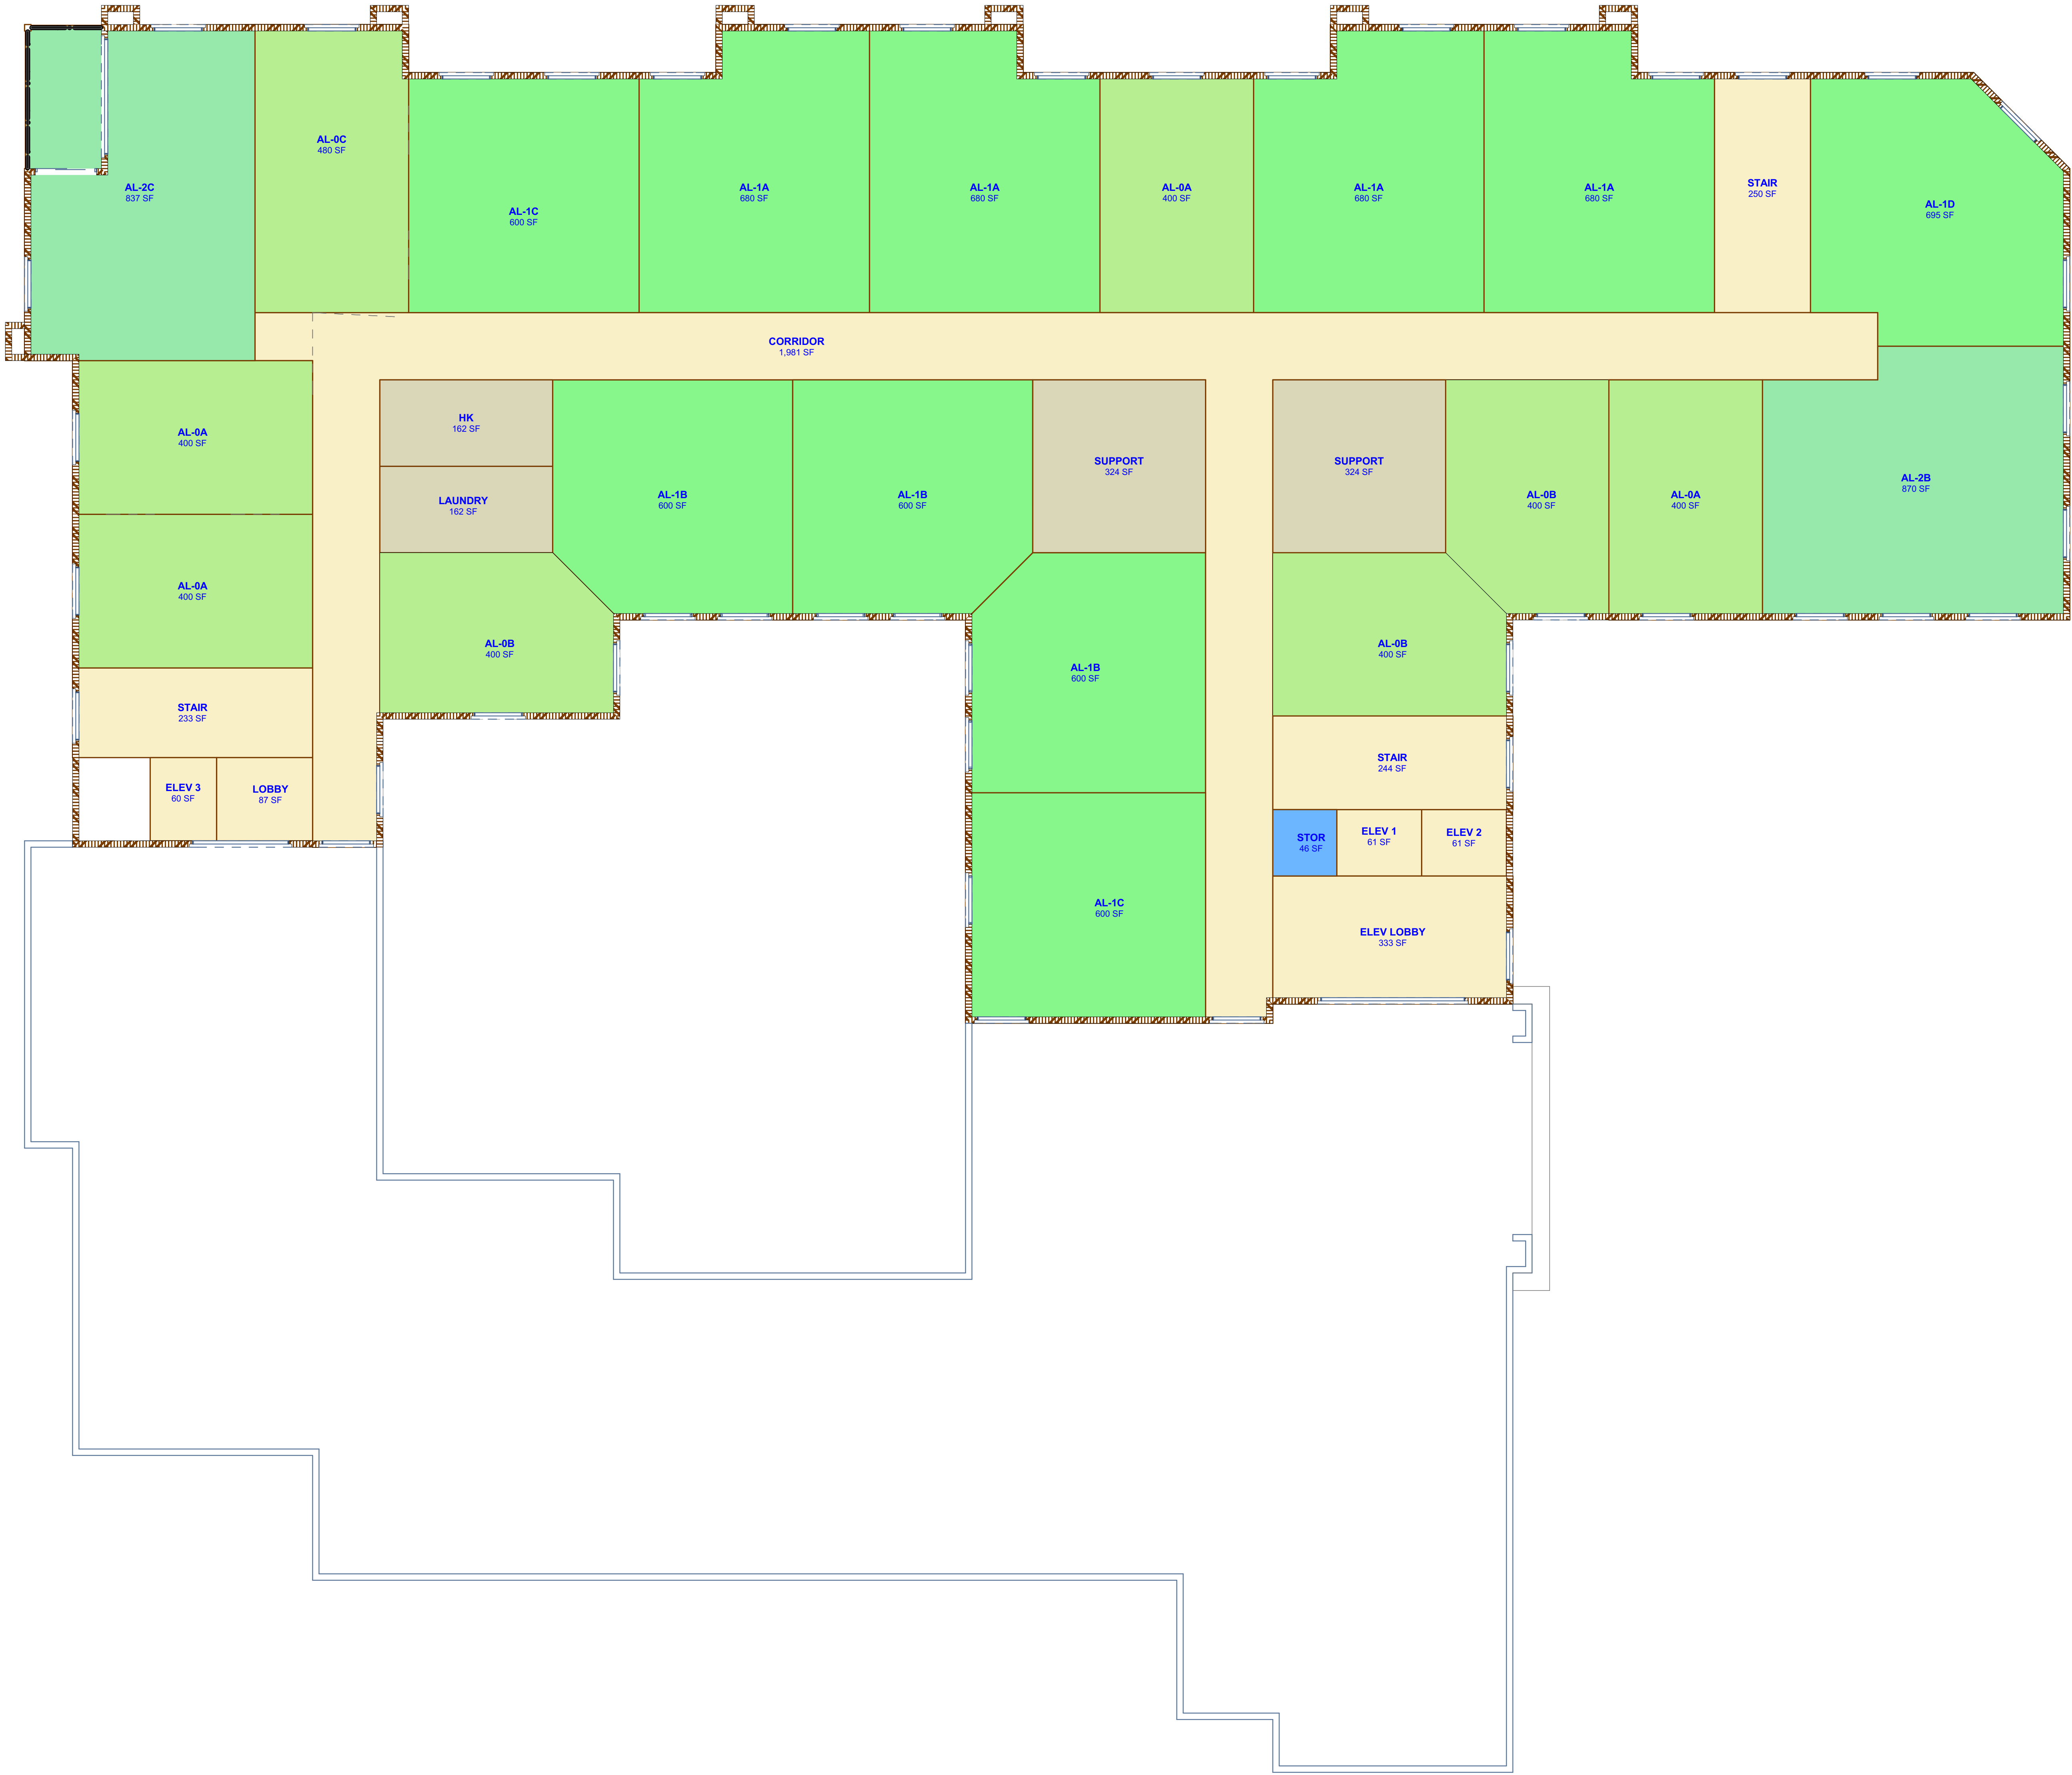 AL-0C
480 SF
AL-2C
837 SF
AL-1C
600 SF
AL-1A
680 SF
AL-1A
680 SF
AL-0A
400 SF
AL-1A
680 SF
AL-1A
680 SF
STAIR
250 SF
AL-1D
695 SF
CORRIDOR
1,981 SF
AL-0A
400 SF
HK
162 SF
LAUNDRY
162 SF
AL-1B
600 SF
AL-1B
600 SF
SUPPORT
324 SF
SUPPORT
324 SF
AL-0B
400 SF
AL-0A
400 SF
AL-2B
870 SF
AL-0A
400 SF
AL-0B
400 SF
AL-1B
600 SF
AL-0B
400 SF
STAIR
233 SF
STAIR
244 SF
ELEV 3
60 SF
LOBBY
87 SF
STOR
46 SF
ELEV 1
61 SF
ELEV 2
61 SF
AL-1C
600 SF
ELEV LOBBY
333 SF